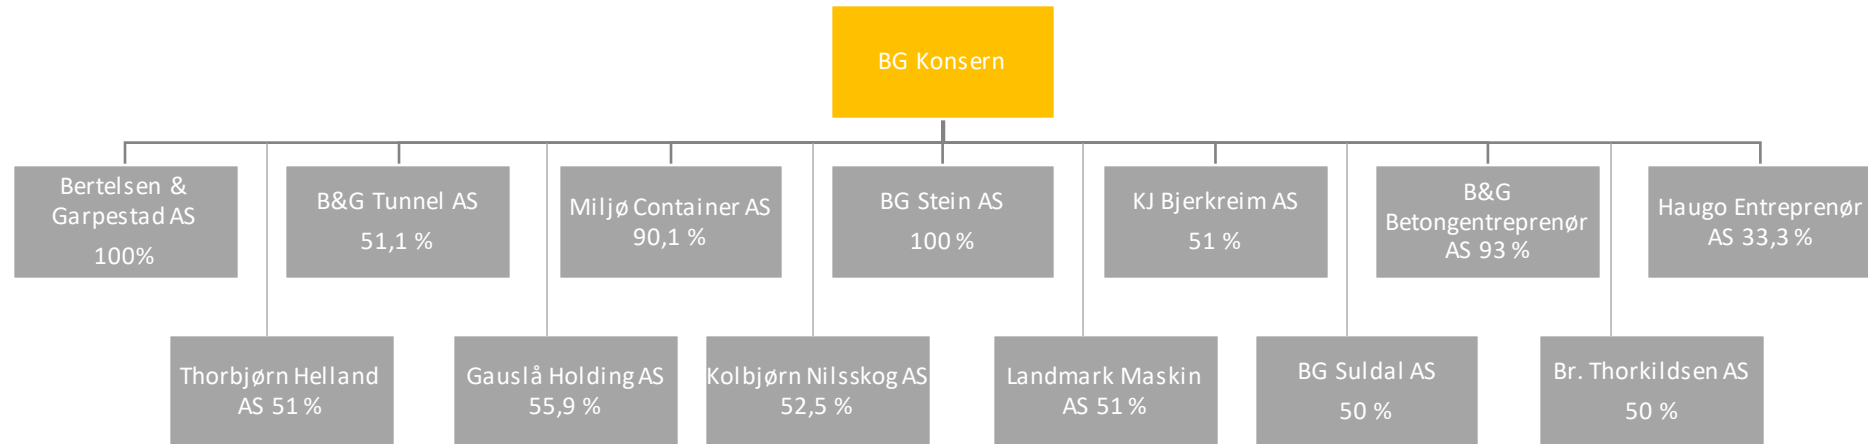 BG Konsern
Bertelsen &
Garpestad AS
100%
B&G Tunnel AS
51,1 %
Miljø Container AS
90,1 %
BG Stein AS
100 %
KJ Bjerkreim AS
51 %
B&G
Betongentreprenør
AS 93 %
Haugo Entreprenør
AS 33,3 %
Thorbjørn Helland
AS 51 %
Gauslå Holding AS
55,9 %
Kolbjørn Nilsskog AS
52,5 %
Landmark Maskin
AS 51 %
BG Suldal AS
50 %
Br. Thorkildsen AS
50 %